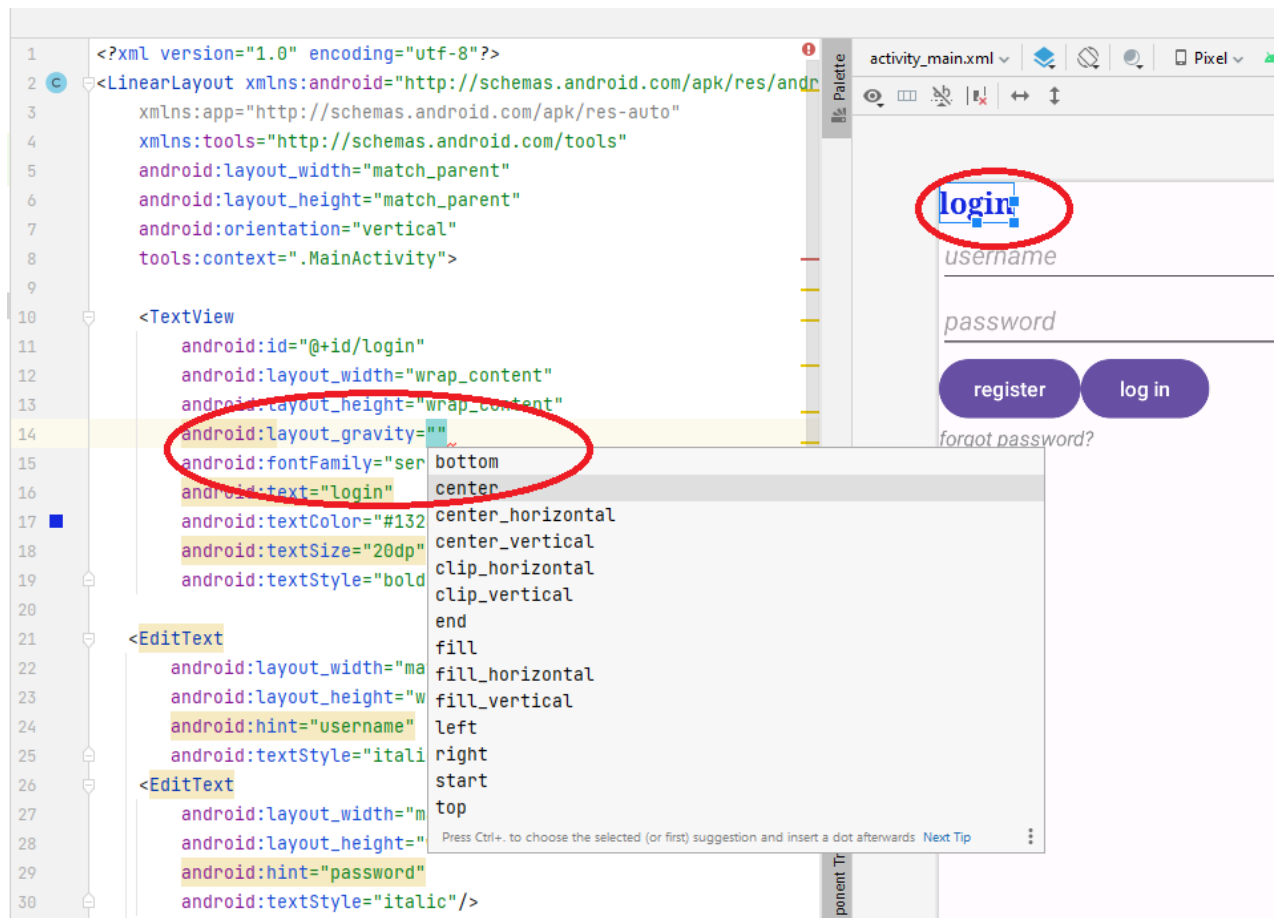 1 <?xml version="1.0" encoding="utf-8"?>
2 C <LinearLayout xmlns:android="http://schemas.android.com/apk/res/andr
3 xmlns:app="http://schemas.android.com/apk/res-auto"
4 xmlns:tools="http://schemas.android.com/tools"
5 android:layout_width="match_parent"
6 android:layout_height="match_parent"
7 android:orientation="vertical"
8 tools:context=".MainActivity">
9
10 <TextView
11 android:id="@+id/login"
12 android:layout_width="wrap_content"
13 android:layout_height="wrap_content"
14 android:layout_gravity=""
15 android:fontFamily="ser
16 android:text="login"
17 android:textColor="#132
18 android:textSize="20dp"
19 android:textStyle="bold
20
21 <EditText
22 android:layout_width="ma
23 android:layout_height="w
24 android:hint="username"
25 android:textStyle="itali
26 <EditText
27 android:layout_width="m
28 android:layout_height="
29 android:hint="password"
30 android:textStyle="italic"/>
bottom
center
center_horizontal
center_vertical
clip_horizontal
clip_vertical
end
fill
fill_horizontal
fill_vertical
left
right
start
top
Press Ctrl+. to choose the selected (or first) suggestion and insert a dot afterwards Next Tip
Palette
ponent Tr
activity_main.xml
Pixel
login
username
password
register
log in
forgot password?